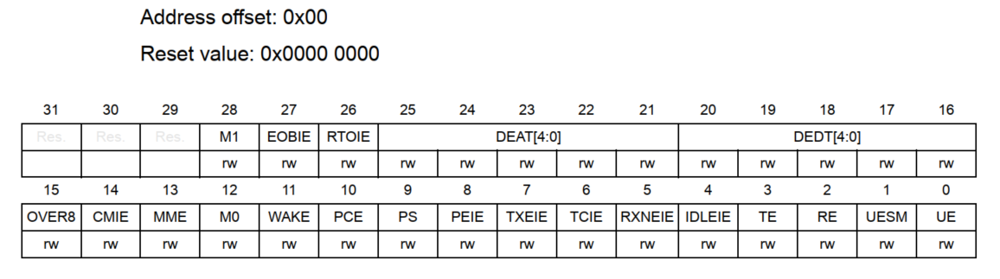 Address offset: 0x00
Reset value: 0x0000 0000
31 30 29 28 27 26 25 24 23 22 21 20 19 18 17 16
Res. Res. Res. M1 EOBIE RTOIE DEAT[4:0] DEDT[4:0]
rw rw rw rw rw rw rw rw rw rw rw rw rw
15 14 13 12 11 10 9 8 7 6 5 4 3 2 1 0
OVER8 CMIE MME M0 WAKE PCE PS PEIE TXEIE TCIE RXNEIE IDLEIE TE RE UESM UE
rw rw rw rw rw rw rw rw rw rw rw rw rw rw rw rw